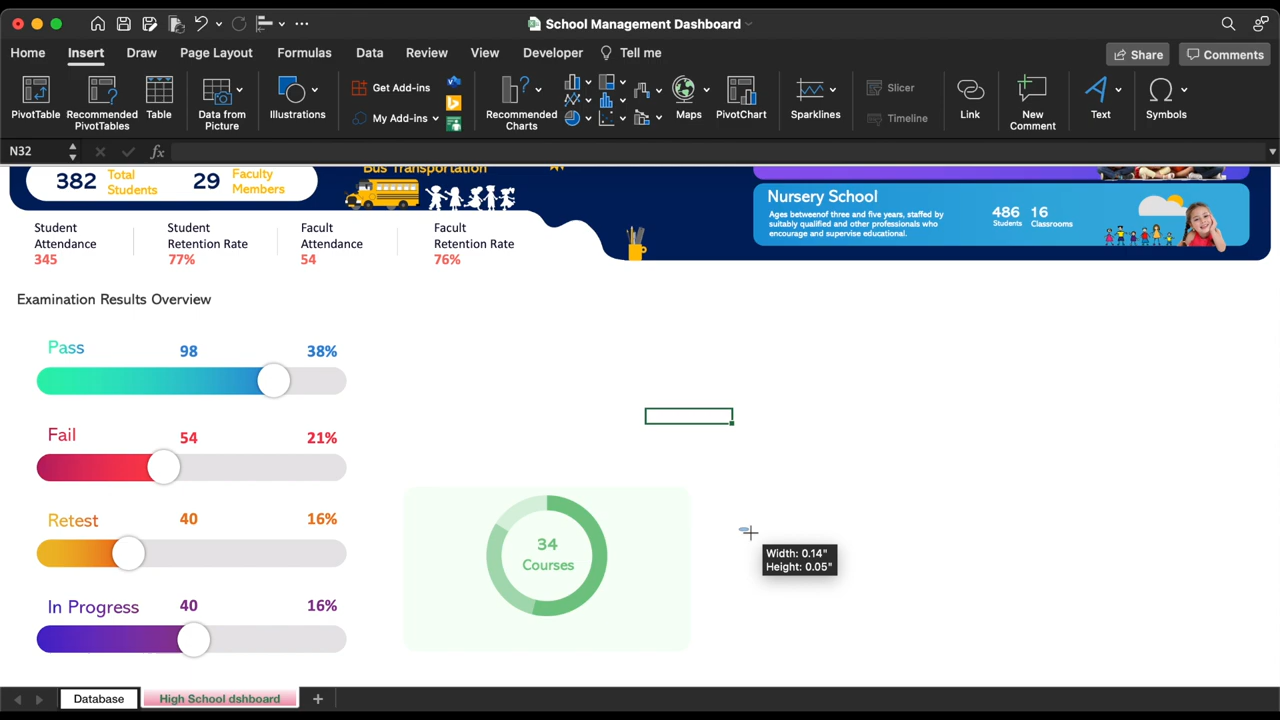 School Management Dashboard
Home Insert Draw Page Layout Formulas Data Review View Developer Tell me Share Comments
PivotTable
Recommended PivotTables
Table
Data from Picture
Illustrations
Get Add-ins
My Add-ins
Recommended Charts
Maps
PivotChart
Sparklines
Slicer
Timeline
Link
New Comment
Text
Symbols
N32
fx
382 Total Students
29 Faculty Members
Bus Transportation
Nursery School
Ages betweenof three and five years, staffed by
suitably qualified and other professionals who
encourage and supervise educational.
486 Students
16 Classrooms
Student Attendance
345
Student Retention Rate
77%
Facult Attendance
54
Facult Retention Rate
76%
Examination Results Overview
Pass 98 38%
Fail 54 21%
Retest 40 16%
In Progress 40 16%
34
Courses
Width: 0.14"
Height: 0.05"
Database High School dshboard